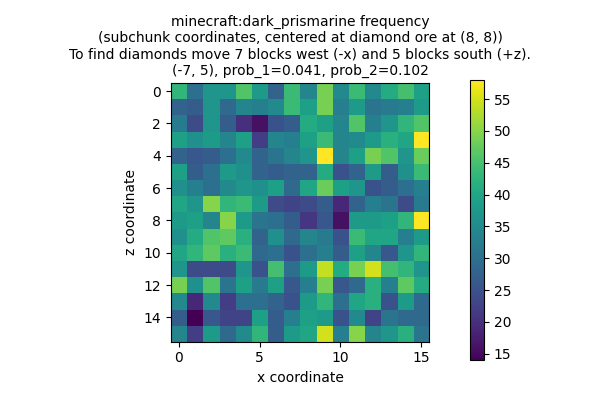 minecraft:dark_prismarine frequency
(subchunk coordinates, centered at diamond ore at (8, 8))
To find diamonds move 7 blocks west (-x) and 5 blocks south (+z).
(-7, 5), prob_1=0.041, prob_2=0.102
0
2
4
6
8
10
12
14
z coordinate
0 5 10 15
x coordinate
55
50
45
40
35
30
25
20
15